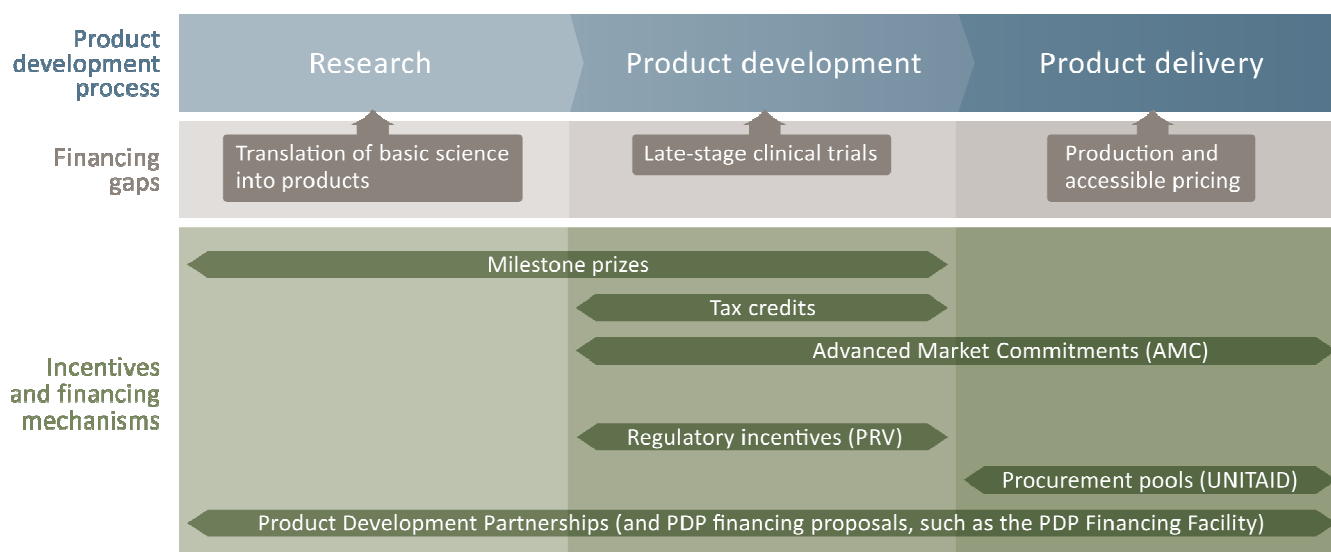 Product
development
process
Research
Product development
Product delivery
Financing
gaps
Translation of basic science
into products
Late-stage clinical trials
Production and
accessible pricing
Incentives
and financing
mechanisms
Milestone prizes
Tax credits
Advanced Market Commitments (AMC)
Regulatory incentives (PRV)
Procurement pools (UNITAID)
Product Development Partnerships (and PDP financing proposals, such as the PDP Financing Facility)